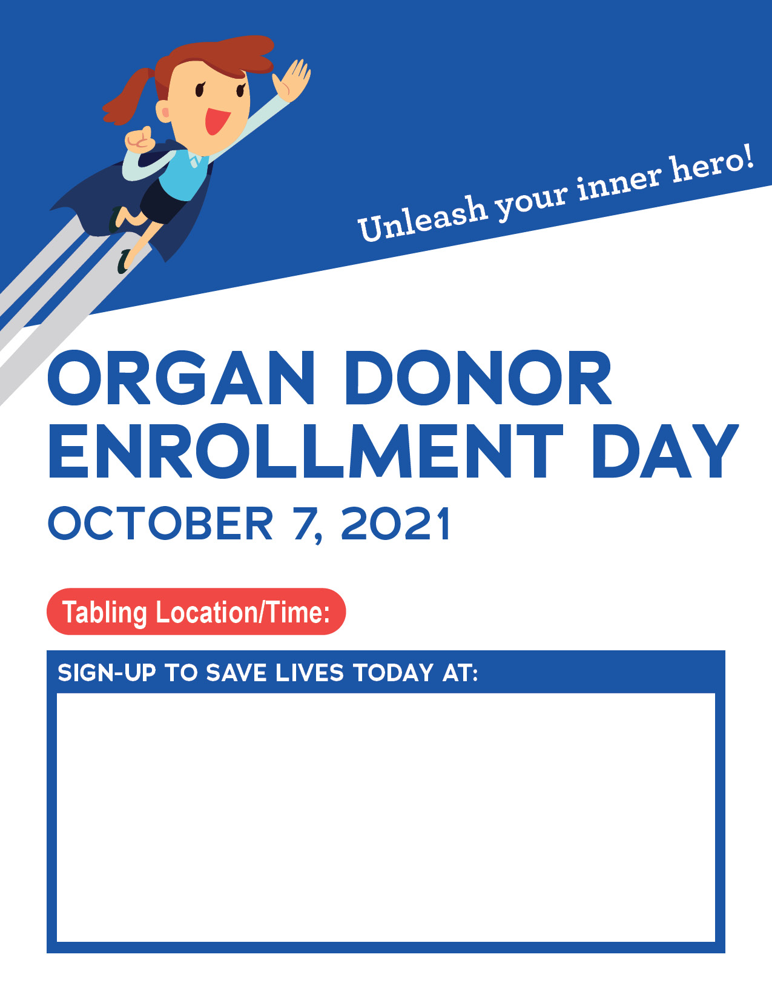 Unleash your inner hero!
ORGAN DONOR
ENROLLMENT DAY
OCTOBER 7, 2021
Tabling Location/Time:
SIGN-UP TO SAVE LIVES TODAY AT: